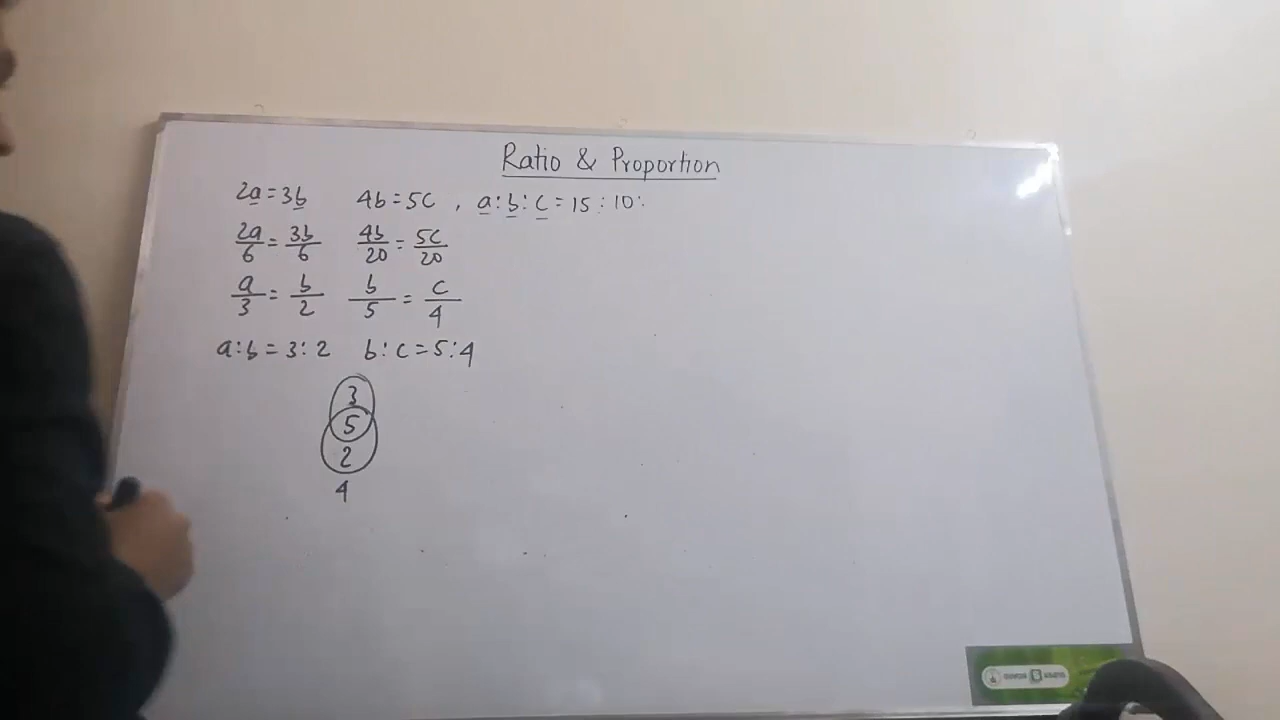 Ratio & Proportion
2a=3b 4b=5c , a:b:c=15:10:
2a/6=3b/6 4b/20=5c/20
a/3=b/2 b/5=c/4
a:b=3:2 b:c=5:4
3
5
2
4